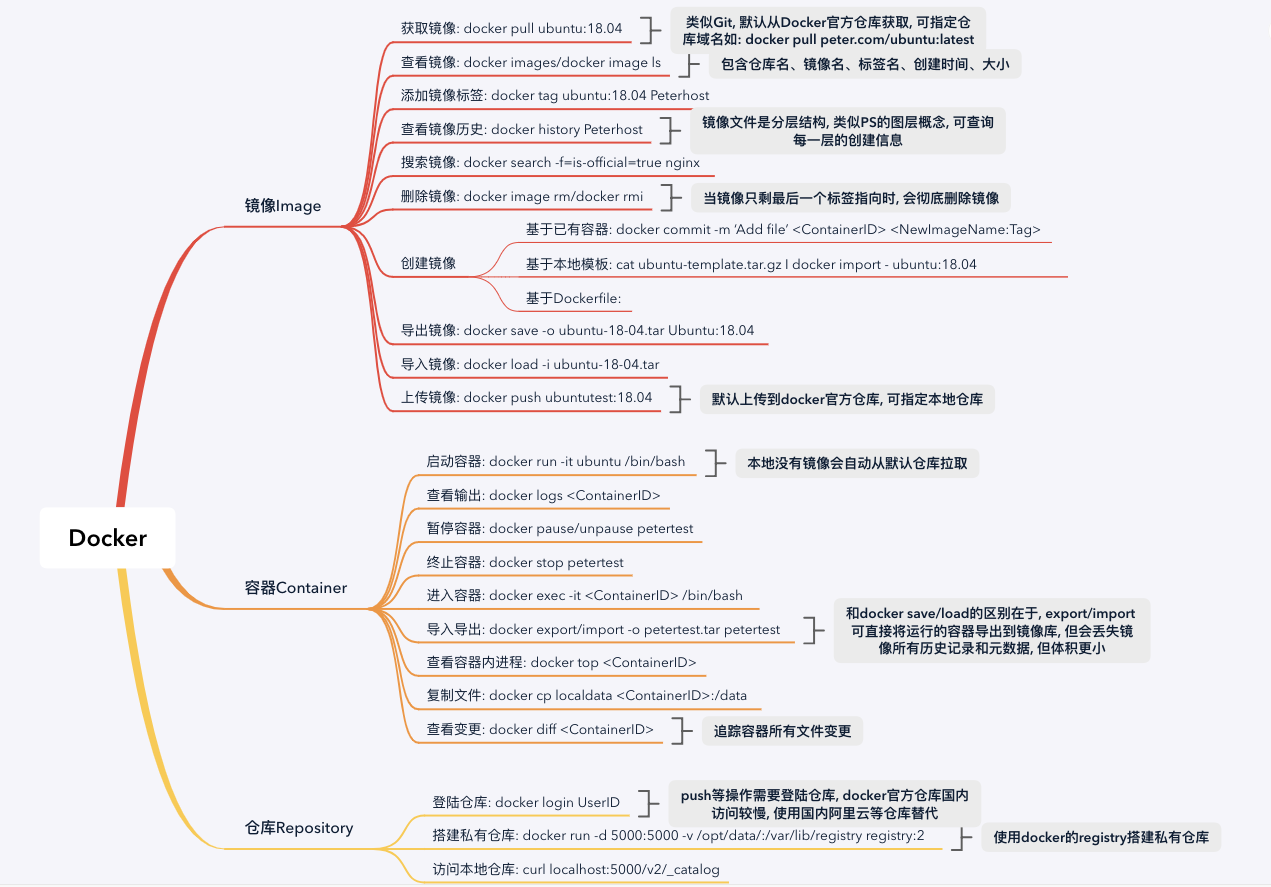 Docker
镜像Image
获取镜像: docker pull ubuntu:18.04
类似Git, 默认从Docker官方仓库获取, 可指定仓
库域名如: docker pull peter.com/ubuntu:latest
查看镜像: docker images/docker image ls
包含仓库名、镜像名、标签名、创建时间、大小
添加镜像标签: docker tag ubuntu:18.04 Peterhost
查看镜像历史: docker history Peterhost
镜像文件是分层结构, 类似PS的图层概念, 可查询
每一层的创建信息
搜索镜像: docker search -f=is-official=true nginx
删除镜像: docker image rm/docker rmi
当镜像只剩最后一个标签指向时, 会彻底删除镜像
创建镜像
基于已有容器: docker commit -m ‘Add file’ <ContainerID> <NewImageName:Tag>
基于本地模板: cat ubuntu-template.tar.gz I docker import - ubuntu:18.04
基于Dockerfile:
导出镜像: docker save -o ubuntu-18-04.tar Ubuntu:18.04
导入镜像: docker load -i ubuntu-18-04.tar
上传镜像: docker push ubuntutest:18.04
默认上传到docker官方仓库, 可指定本地仓库
容器Container
启动容器: docker run -it ubuntu /bin/bash
本地没有镜像会自动从默认仓库拉取
查看输出: docker logs <ContainerID>
暂停容器: docker pause/unpause petertest
终止容器: docker stop petertest
进入容器: docker exec -it <ContainerID> /bin/bash
导入导出: docker export/import -o petertest.tar petertest
和docker save/load的区别在于, export/import
可直接将运行的容器导出到镜像库, 但会丢失镜
像所有历史记录和元数据, 但体积更小
查看容器内进程: docker top <ContainerID>
复制文件: docker cp localdata <ContainerID>:/data
查看变更: docker diff <ContainerID>
追踪容器所有文件变更
仓库Repository
登陆仓库: docker login UserID
push等操作需要登陆仓库, docker官方仓库国内
访问较慢, 使用国内阿里云等仓库替代
搭建私有仓库: docker run -d 5000:5000 -v /opt/data/:/var/lib/registry registry:2
使用docker的registry搭建私有仓库
访问本地仓库: curl localhost:5000/v2/_catalog